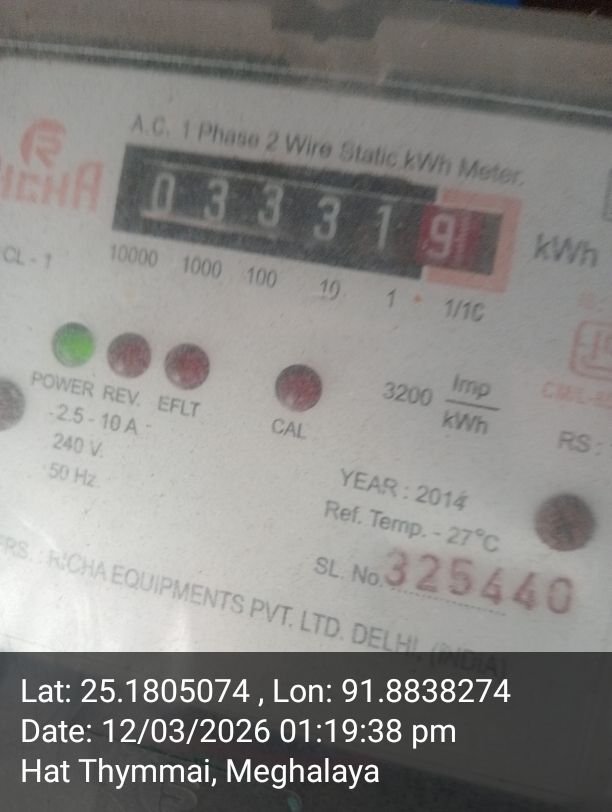 A.C. 1 Phase 2 Wire Static kWh Meter.
RICHA
0 3 3 3 1 9
kWh
CL - 1
10000 1000 100 10 1 1/10
POWER REV. EFLT
CAL
3200 Imp
kWh
2.5 - 10 A
240 V.
50 Hz.
RS :
YEAR : 2014
Ref. Temp. - 27°C
SL. No. 325440
RS. : RICHA EQUIPMENTS PVT. LTD. DELHI, (INDIA)
Lat: 25.1805074 , Lon: 91.8838274
Date: 12/03/2026 01:19:38 pm
Hat Thymmai, Meghalaya